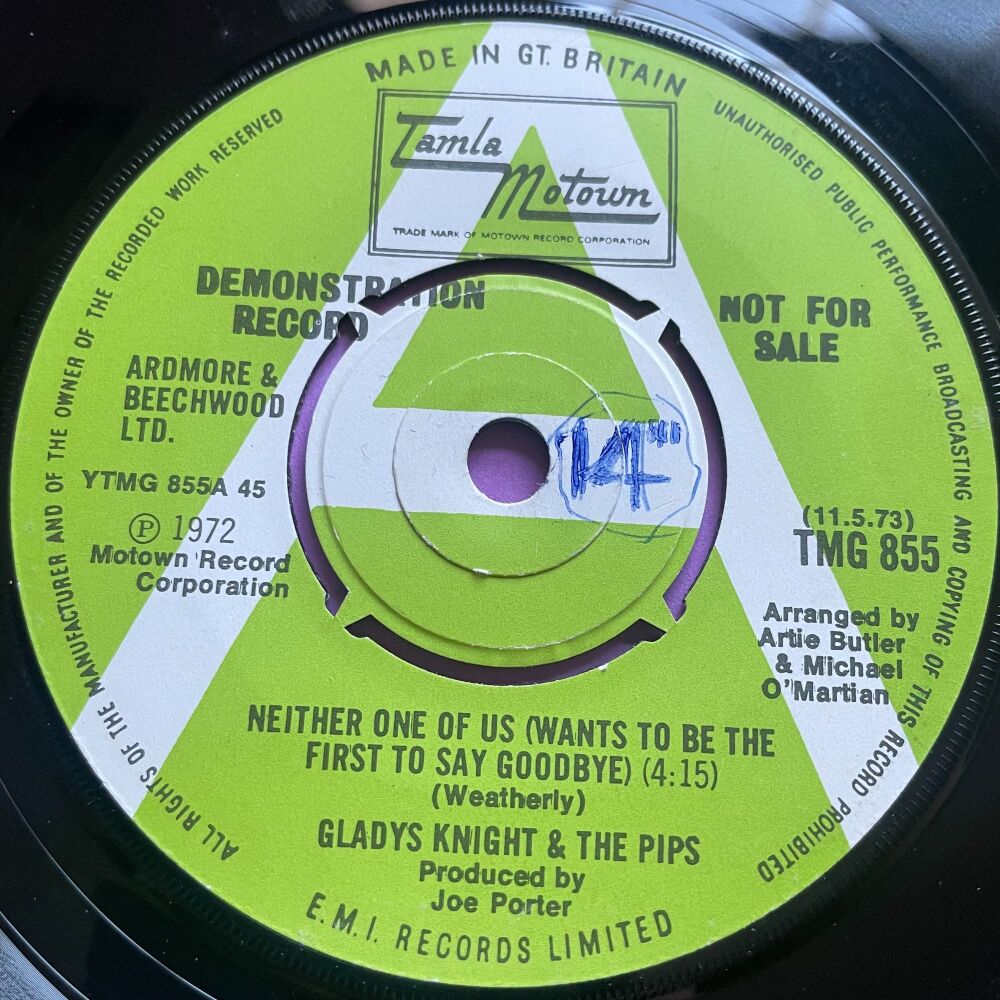 MADE IN GT. BRITAIN
UNAUTHORISED PUBLIC PERFORMANCE BROADCASTING AND COPYING OF THIS RECORD PROHIBITED
ALL RIGHTS OF THE MANUFACTURER AND OF THE OWNER OF THE RECORDED WORK RESERVED
Tamla
Motown
TRADE MARK OF MOTOWN RECORD CORPORATION
DEMONSTRATION
RECORD
NOT FOR
SALE
ARDMORE &
BEECHWOOD
LTD.
YTMG 855A 45
℗ 1972
Motown Record
Corporation
(11.5.73)
TMG 855
Arranged by
Artie Butler
& Michael
O'Martian
NEITHER ONE OF US (WANTS TO BE THE
FIRST TO SAY GOODBYE) (4:15)
(Weatherly)
GLADYS KNIGHT & THE PIPS
Produced by
Joe Porter
E.M.I. RECORDS LIMITED